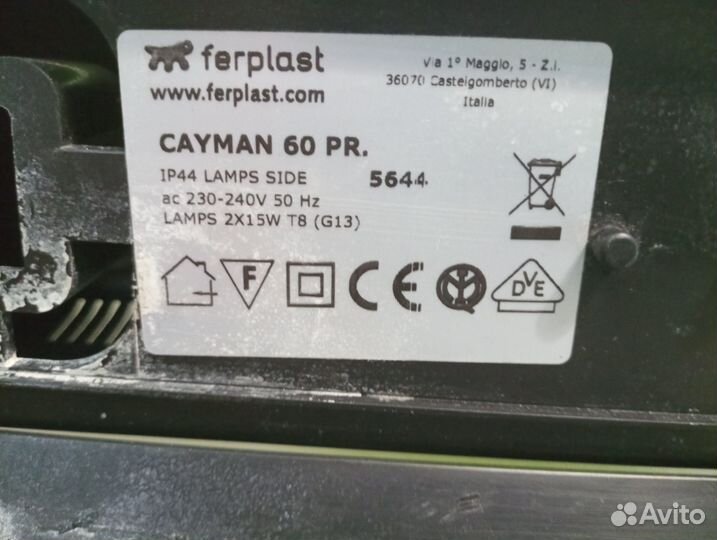 ferplast
www.ferplast.com
Via 1° Maggio, 5 - Z.I.
36070 Castelgomberto (VI)
Italia
CAYMAN 60 PR.
IP44 LAMPS SIDE 5644
ac 230-240V 50 Hz
LAMPS 2X15W T8 (G13)
F
CE
DVE
Avito